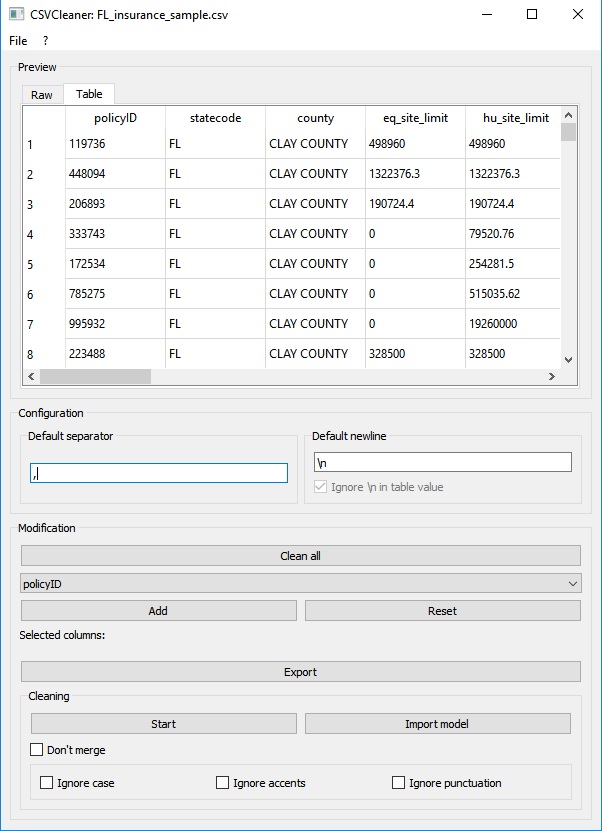 CSVCleaner: FL_insurance_sample.csv
File ?
Preview
Raw Table
policyID statecode county eq_site_limit hu_site_limit
1 119736 FL CLAY COUNTY 498960 498960
2 448094 FL CLAY COUNTY 1322376.3 1322376.3
3 206893 FL CLAY COUNTY 190724.4 190724.4
4 333743 FL CLAY COUNTY 0 79520.76
5 172534 FL CLAY COUNTY 0 254281.5
6 785275 FL CLAY COUNTY 0 515035.62
7 995932 FL CLAY COUNTY 0 19260000
8 223488 FL CLAY COUNTY 328500 328500
Configuration
Default separator Default newline
, \n
Ignore \n in table value
Modification
Clean all
policyID
Add Reset
Selected columns:
Export
Cleaning
Start Import model
Don't merge
Ignore case Ignore accents Ignore punctuation